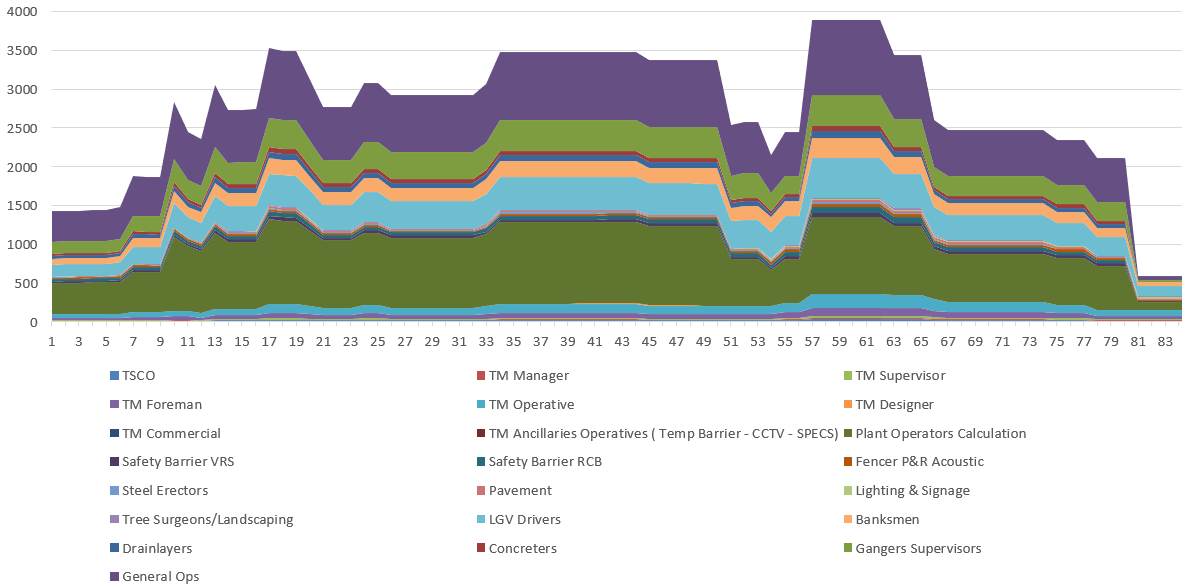 4000
3500
3000
2500
2000
1500
1000
500
0
1 3 5 7 9 11 13 15 17 19 21 23 25 27 29 31 33 35 37 39 41 43 45 47 49 51 53 55 57 59 61 63 65 67 69 71 73 75 77 79 81 83
TSCO TM Manager TM Supervisor
TM Foreman TM Operative TM Designer
TM Commercial TM Ancillaries Operatives ( Temp Barrier - CCTV - SPECS) Plant Operators Calculation
Safety Barrier VRS Safety Barrier RCB Fencer P&R Acoustic
Steel Erectors Pavement Lighting & Signage
Tree Surgeons/Landscaping LGV Drivers Banksmen
Drainlayers Concreters Gangers Supervisors
General Ops